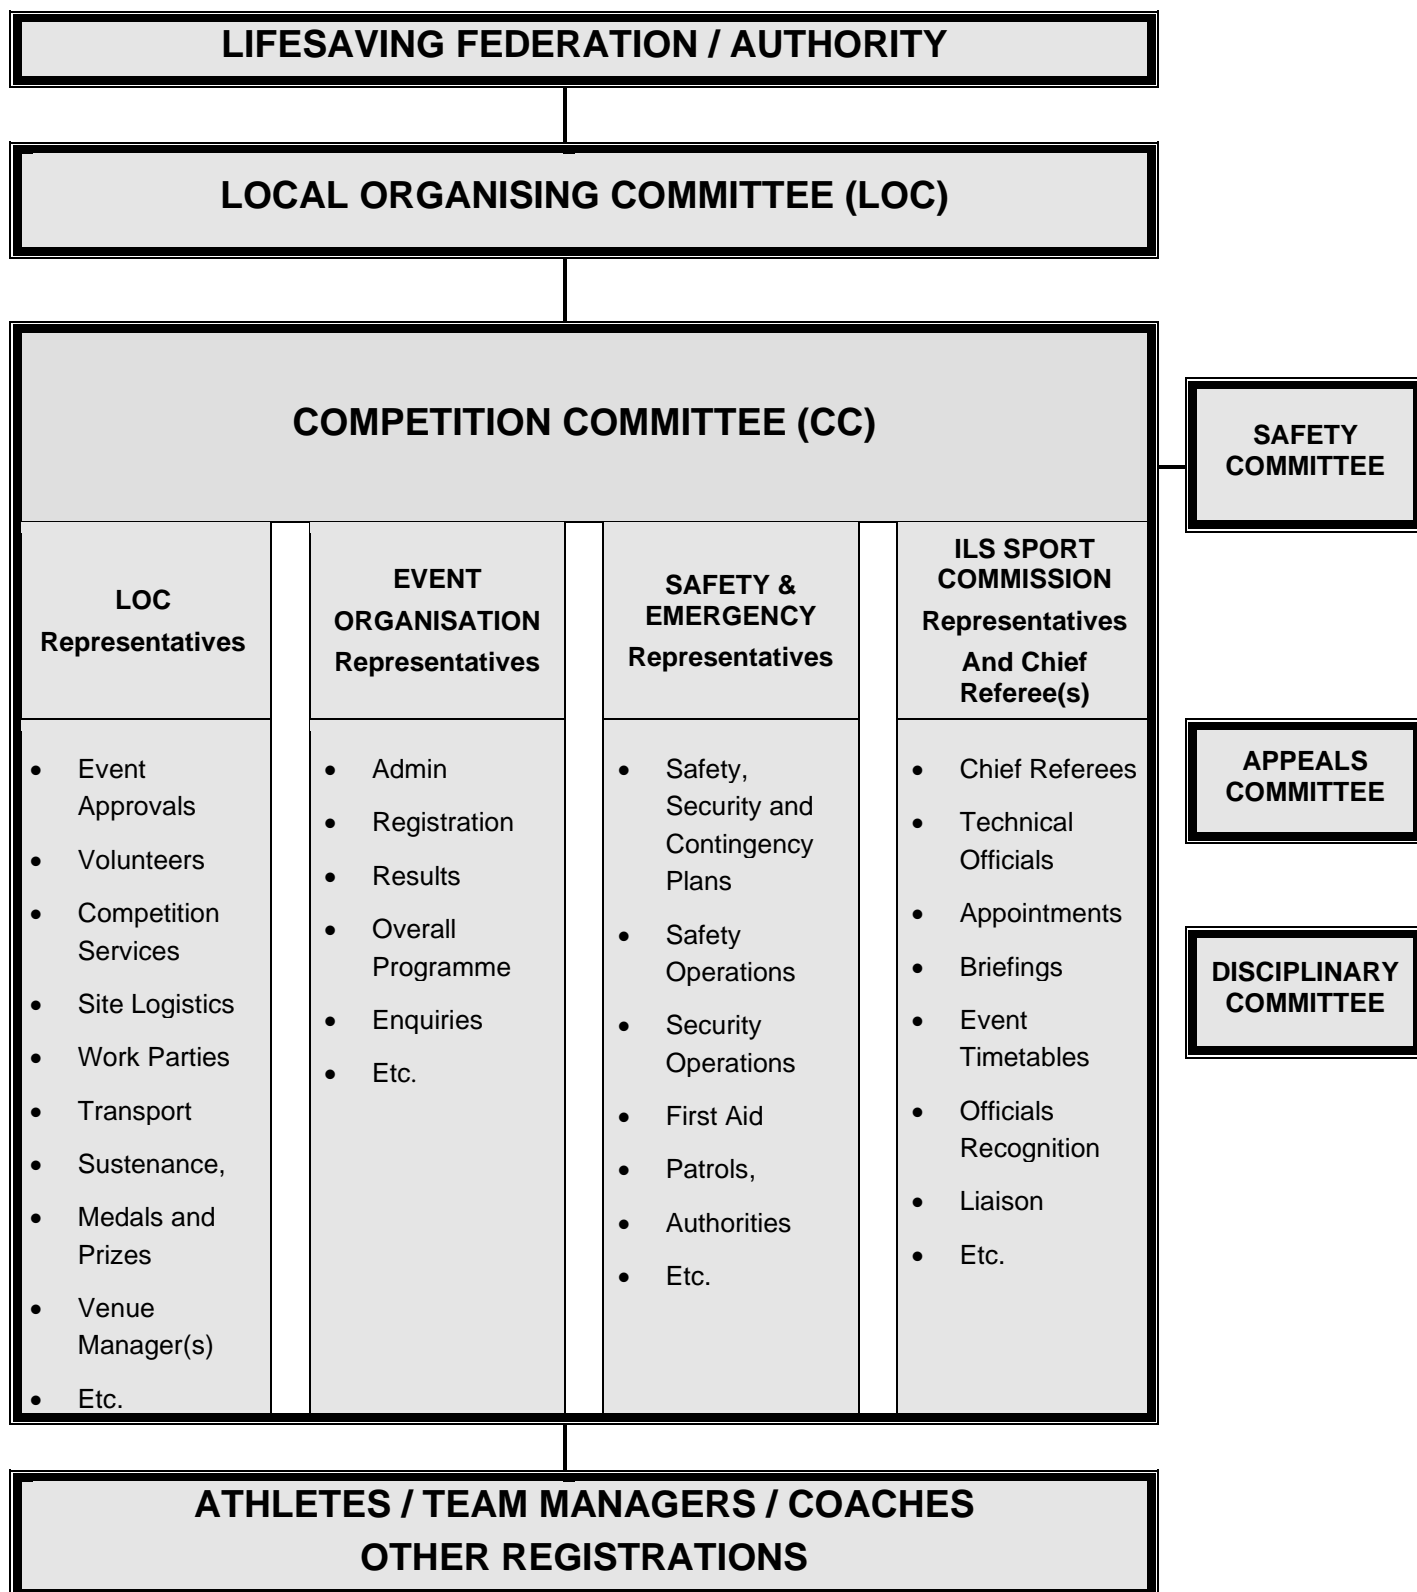 LIFESAVING FEDERATION / AUTHORITY
LOCAL ORGANISING COMMITTEE (LOC)
COMPETITION COMMITTEE (CC)
SAFETY
COMMITTEE
LOC
Representatives
EVENT
ORGANISATION
Representatives
SAFETY &
EMERGENCY
Representatives
ILS SPORT
COMMISSION
Representatives
And Chief
Referee(s)
• Event
Approvals
• Volunteers
• Competition
Services
• Site Logistics
• Work Parties
• Transport
• Sustenance,
• Medals and
Prizes
• Venue
Manager(s)
• Etc.
• Admin
• Registration
• Results
• Overall
Programme
• Enquiries
• Etc.
• Safety,
Security and
Contingency
Plans
• Safety
Operations
• Security
Operations
• First Aid
• Patrols,
• Authorities
• Etc.
• Chief Referees
• Technical
Officials
• Appointments
• Briefings
• Event
Timetables
• Officials
Recognition
• Liaison
• Etc.
APPEALS
COMMITTEE
DISCIPLINARY
COMMITTEE
ATHLETES / TEAM MANAGERS / COACHES
OTHER REGISTRATIONS